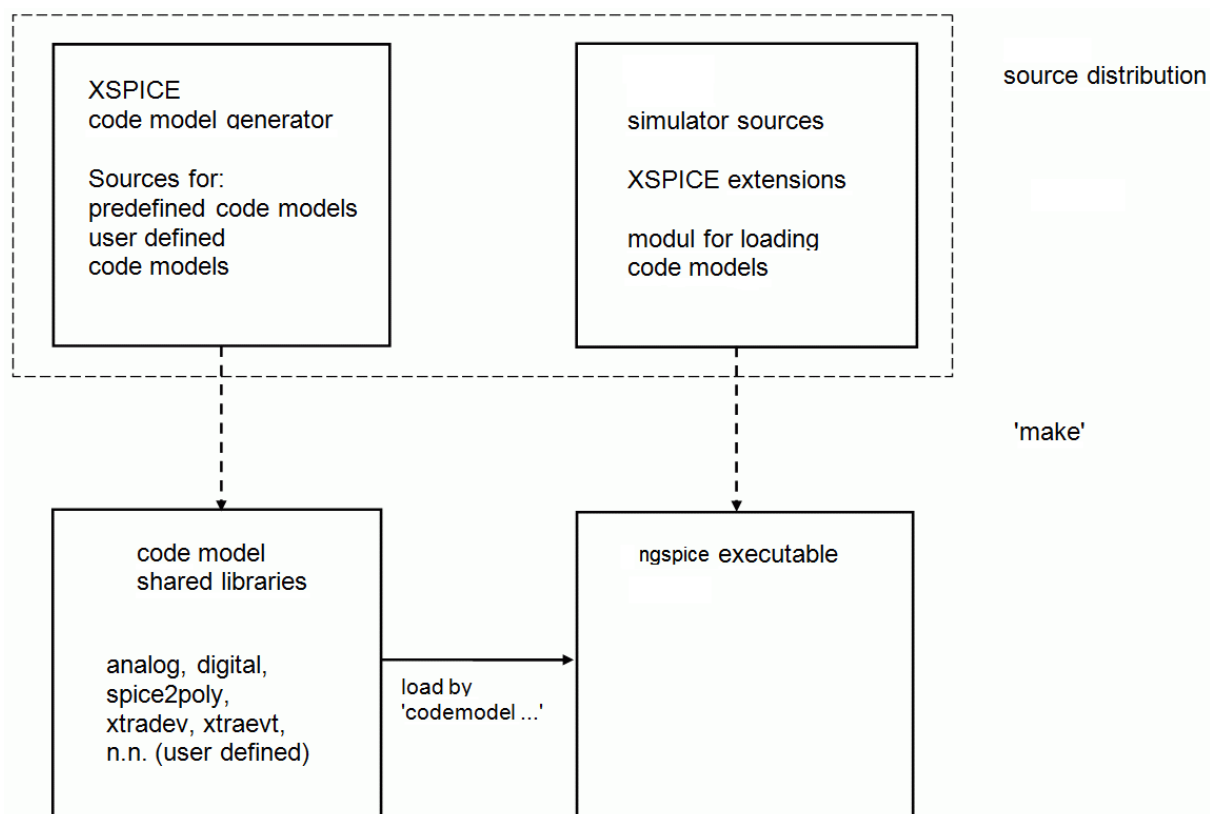 XSPICE
code model generator
Sources for:
predefined code models
user defined
code models
simulator sources
XSPICE extensions
modul for loading
code models
source distribution
'make'
code model
shared libraries
analog, digital,
spice2poly,
xtradev, xtraevt,
n.n. (user defined)
load by
'codemodel ...'
ngspice executable